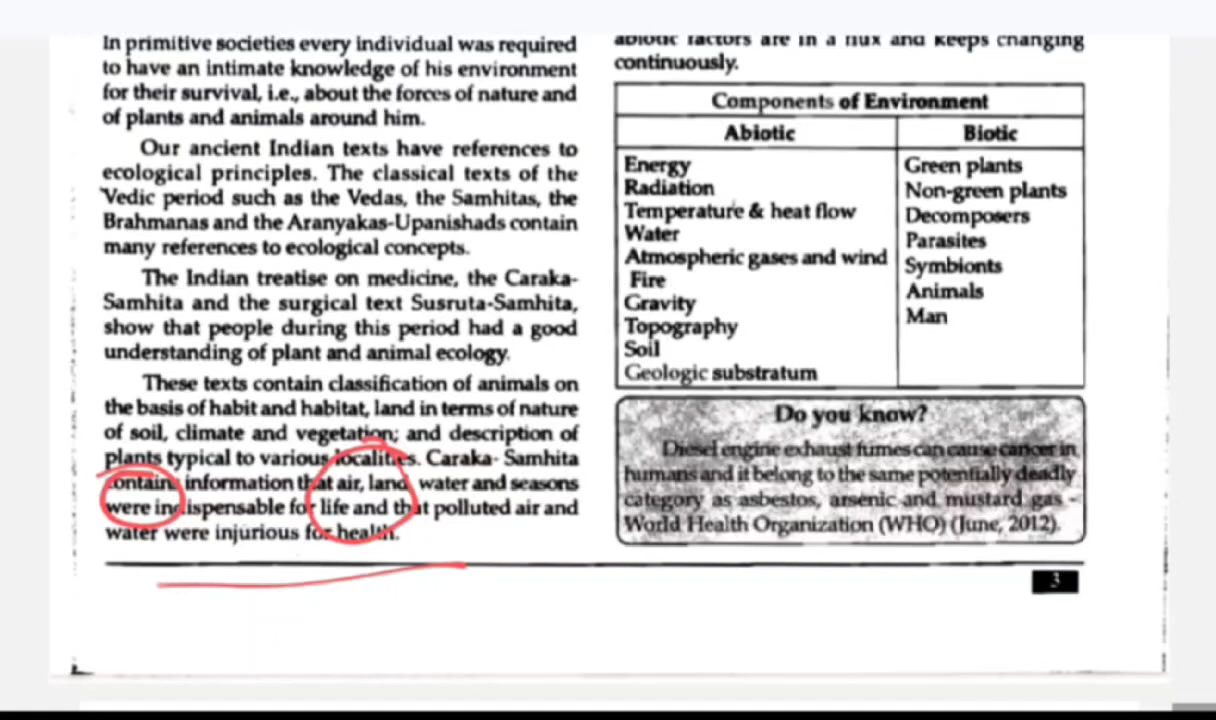 In primitive societies every individual was required
to have an intimate knowledge of his environment
for their survival, i.e., about the forces of nature and
of plants and animals around him.
Our ancient Indian texts have references to
ecological principles. The classical texts of the
Vedic period such as the Vedas, the Samhitas, the
Brahmanas and the Aranyakas-Upanishads contain
many references to ecological concepts.
The Indian treatise on medicine, the Caraka-
Samhita and the surgical text Susruta-Samhita,
show that people during this period had a good
understanding of plant and animal ecology.
These texts contain classification of animals on
the basis of habit and habitat, land in terms of nature
of soil, climate and vegetation; and description of
plants typical to various localities. Caraka- Samhita
contains information that air, land, water and seasons
were indispensable for life and that polluted air and
water were injurious for health.
abiotic factors are in a flux and keeps changing
continuously.
Components of Environment
Abiotic
Biotic
Energy
Radiation
Temperature & heat flow
Water
Atmospheric gases and wind
Fire
Gravity
Topography
Soil
Geologic substratum
Green plants
Non-green plants
Decomposers
Parasites
Symbionts
Animals
Man
Do you know?
Diesel engine exhaust fumes can cause cancer in
humans and it belong to the same potentially deadly
category as asbestos, arsenic and mustard gas -
World Health Organization (WHO) (June, 2012).
3